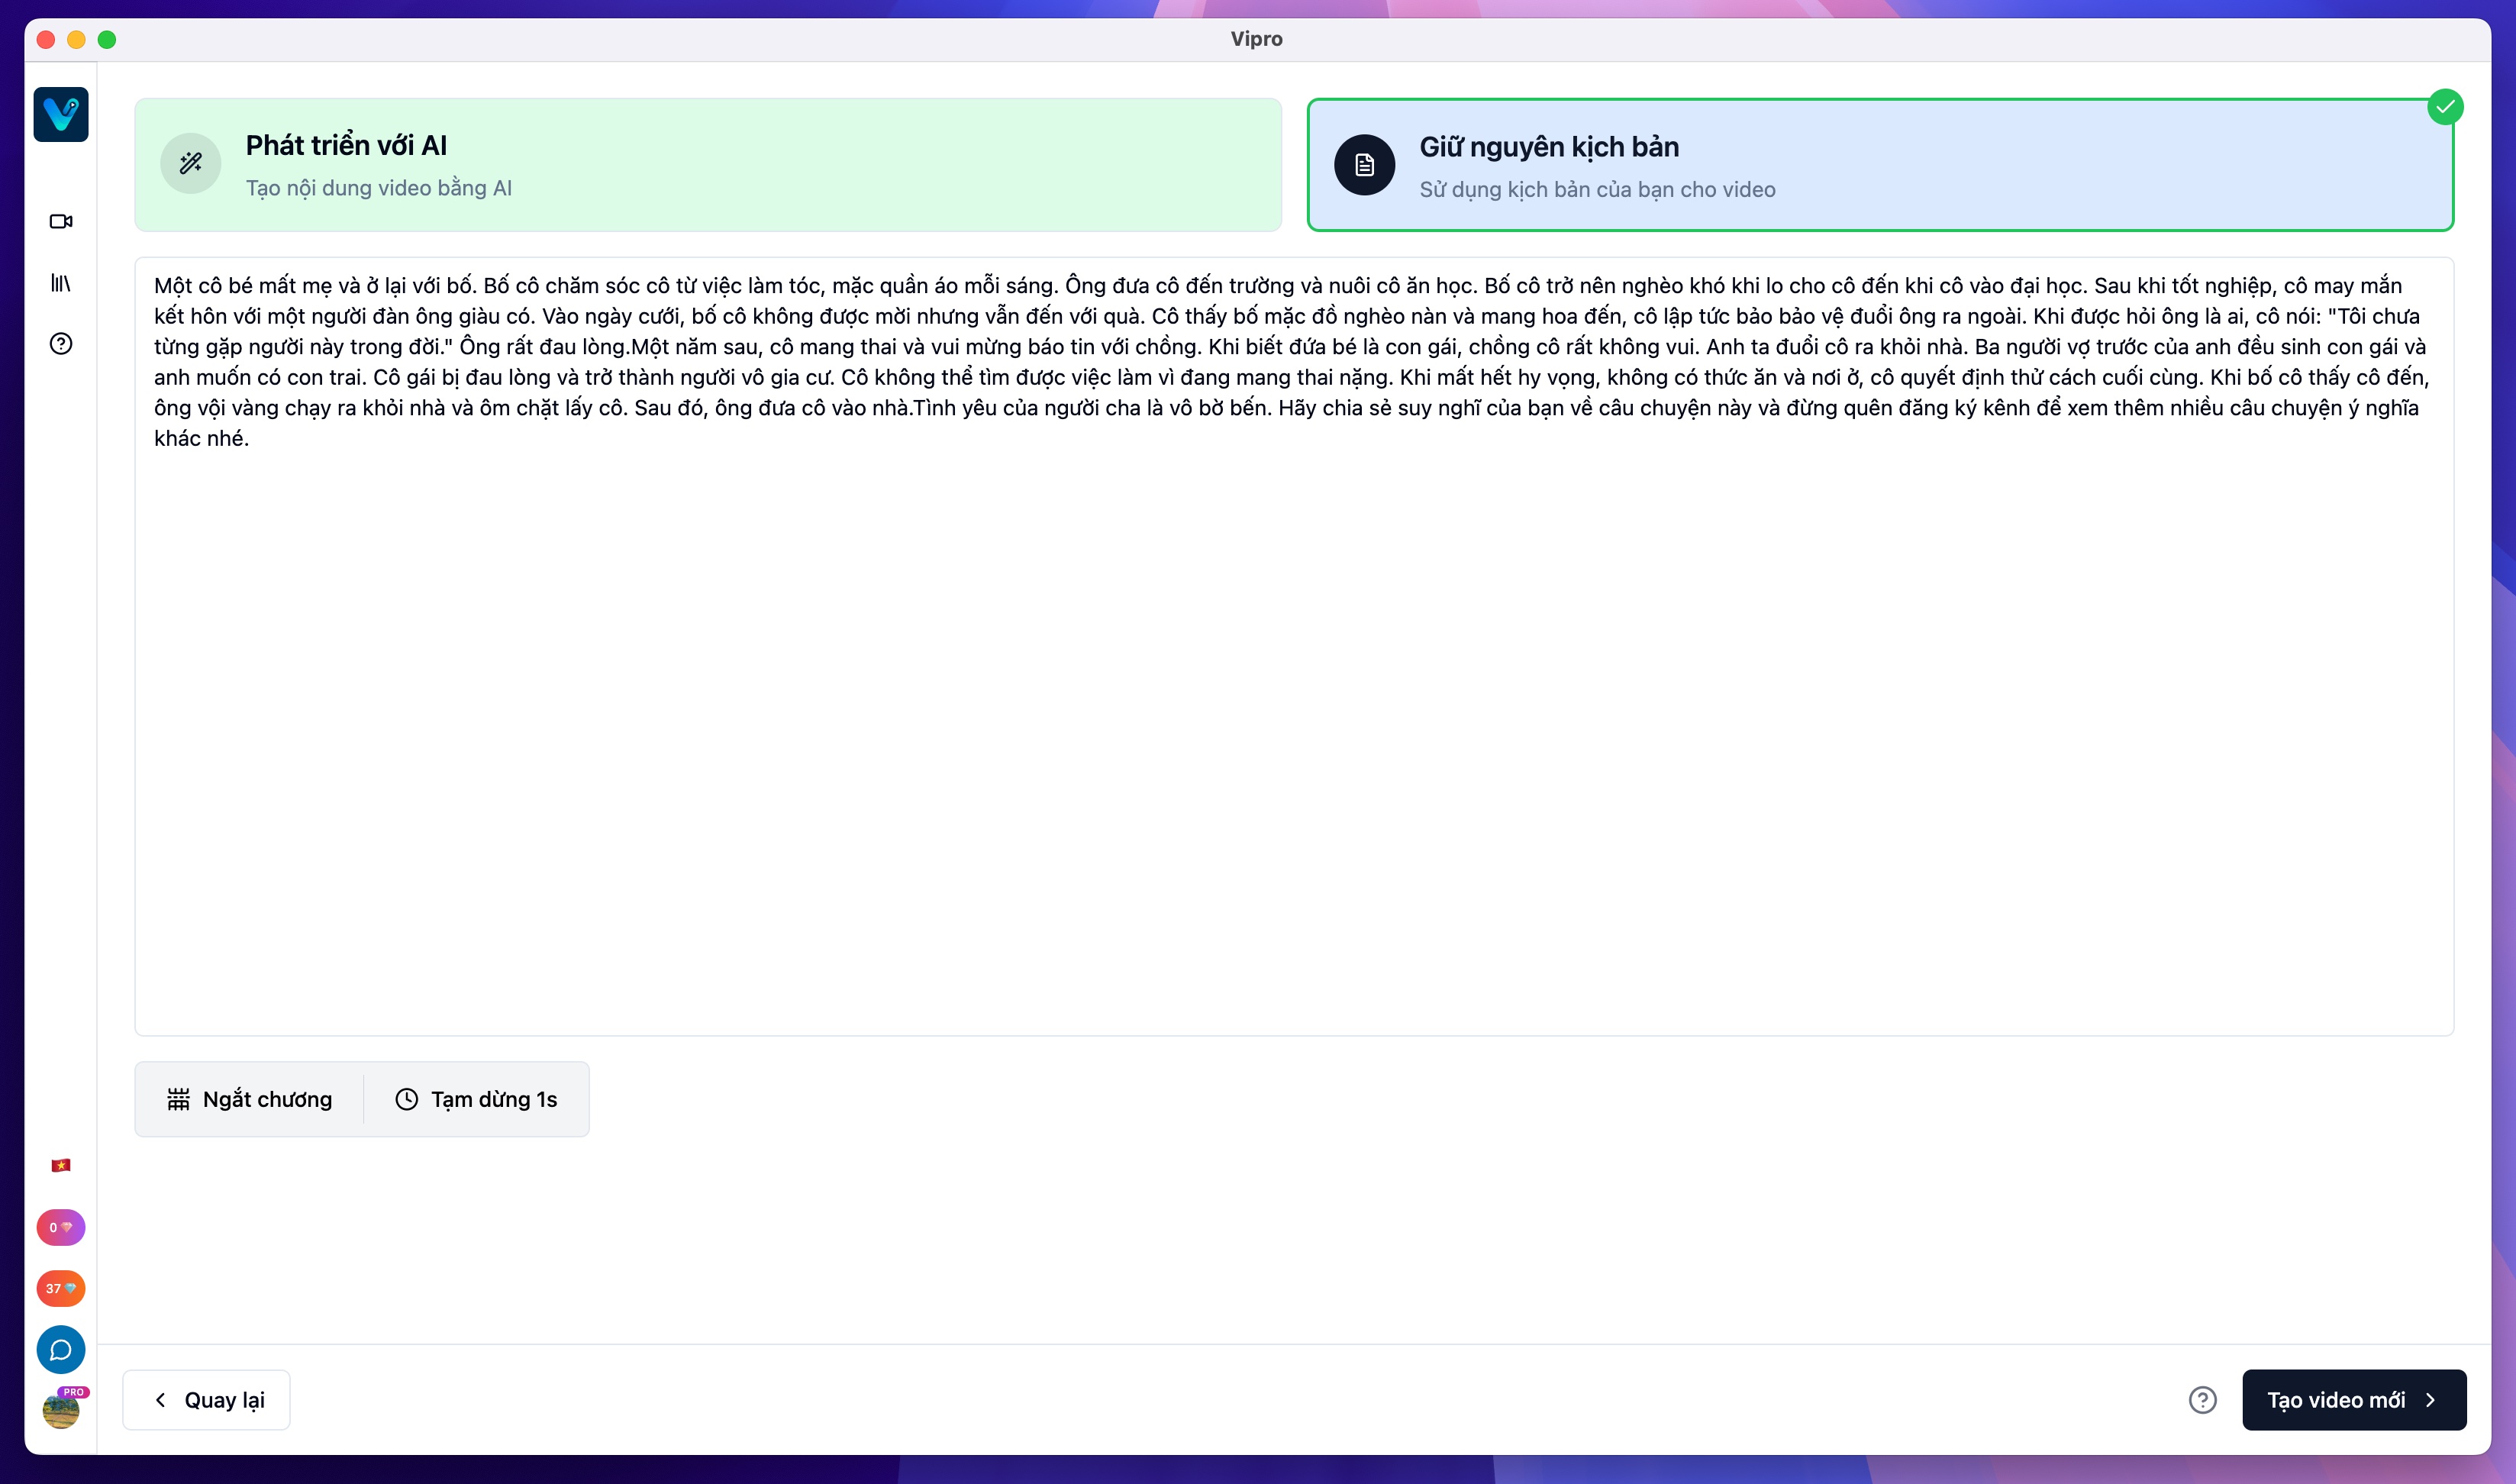 Vipro
Phát triển với AI
Tạo nội dung video bằng AI
Giữ nguyên kịch bản
Sử dụng kịch bản của bạn cho video
Một cô bé mất mẹ và ở lại với bố. Bố cô chăm sóc cô từ việc làm tóc, mặc quần áo mỗi sáng. Ông đưa cô đến trường và nuôi cô ăn học. Bố cô trở nên nghèo khó khi lo cho cô đến khi cô vào đại học. Sau khi tốt nghiệp, cô may mắn
kết hôn với một người đàn ông giàu có. Vào ngày cưới, bố cô không được mời nhưng vẫn đến với quà. Cô thấy bố mặc đồ nghèo nàn và mang hoa đến, cô lập tức bảo bảo vệ đuổi ông ra ngoài. Khi được hỏi ông là ai, cô nói: "Tôi chưa
từng gặp người này trong đời." Ông rất đau lòng.Một năm sau, cô mang thai và vui mừng báo tin với chồng. Khi biết đứa bé là con gái, chồng cô rất không vui. Anh ta đuổi cô ra khỏi nhà. Ba người vợ trước của anh đều sinh con gái và
anh muốn có con trai. Cô gái bị đau lòng và trở thành người vô gia cư. Cô không thể tìm được việc làm vì đang mang thai nặng. Khi mất hết hy vọng, không có thức ăn và nơi ở, cô quyết định thử cách cuối cùng. Khi bố cô thấy cô đến,
ông vội vàng chạy ra khỏi nhà và ôm chặt lấy cô. Sau đó, ông đưa cô vào nhà.Tình yêu của người cha là vô bờ bến. Hãy chia sẻ suy nghĩ của bạn về câu chuyện này và đừng quên đăng ký kênh để xem thêm nhiều câu chuyện ý nghĩa
khác nhé.
Ngắt chương
Tạm dừng 1s
0
37
PRO
Quay lại
Tạo video mới